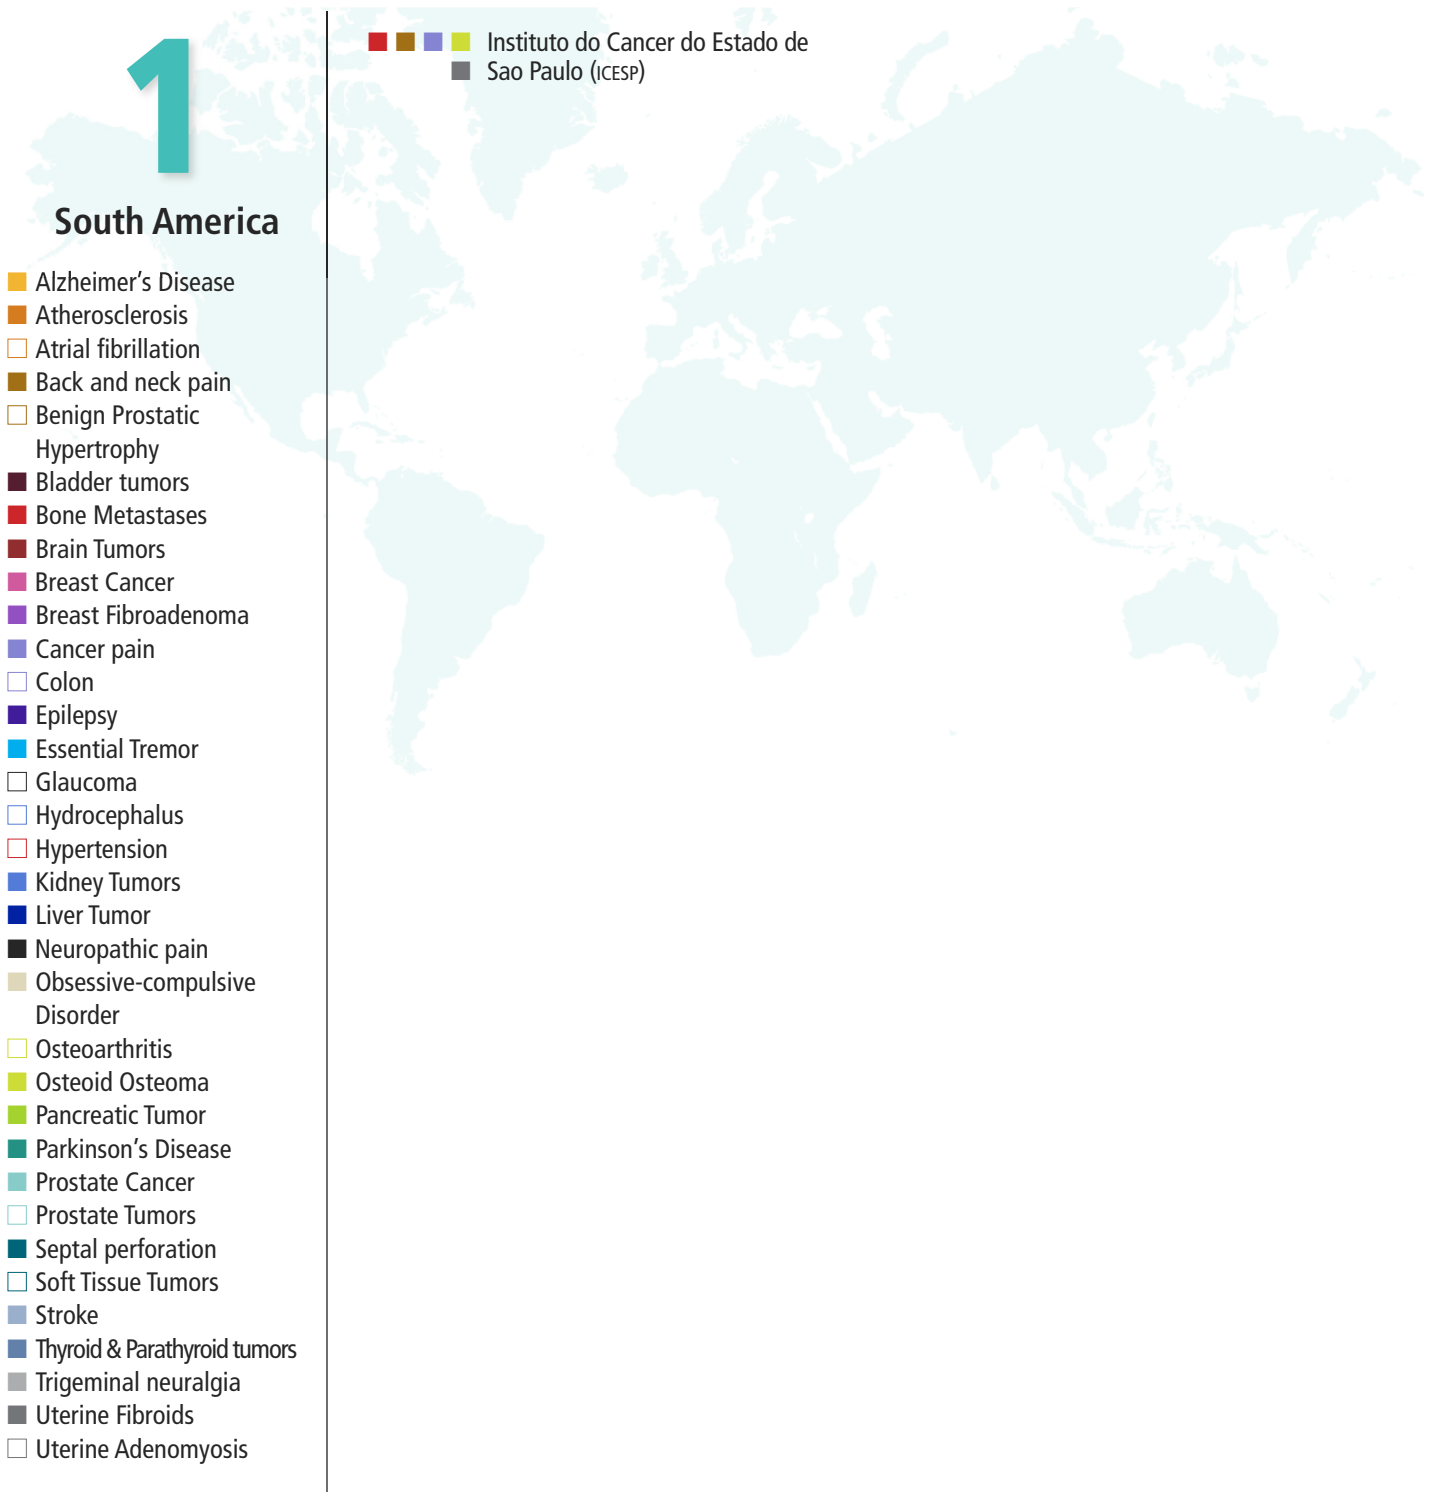 1
South America
Alzheimer’s Disease
Atherosclerosis
Atrial fibrillation
Back and neck pain
Benign Prostatic
Hypertrophy
Bladder tumors
Bone Metastases
Brain Tumors
Breast Cancer
Breast Fibroadenoma
Cancer pain
Colon
Epilepsy
Essential Tremor
Glaucoma
Hydrocephalus
Hypertension
Kidney Tumors
Liver Tumor
Neuropathic pain
Obsessive-compulsive
Disorder
Osteoarthritis
Osteoid Osteoma
Pancreatic Tumor
Parkinson’s Disease
Prostate Cancer
Prostate Tumors
Septal perforation
Soft Tissue Tumors
Stroke
Thyroid & Parathyroid tumors
Trigeminal neuralgia
Uterine Fibroids
Uterine Adenomyosis
Instituto do Cancer do Estado de
Sao Paulo (ICESP)